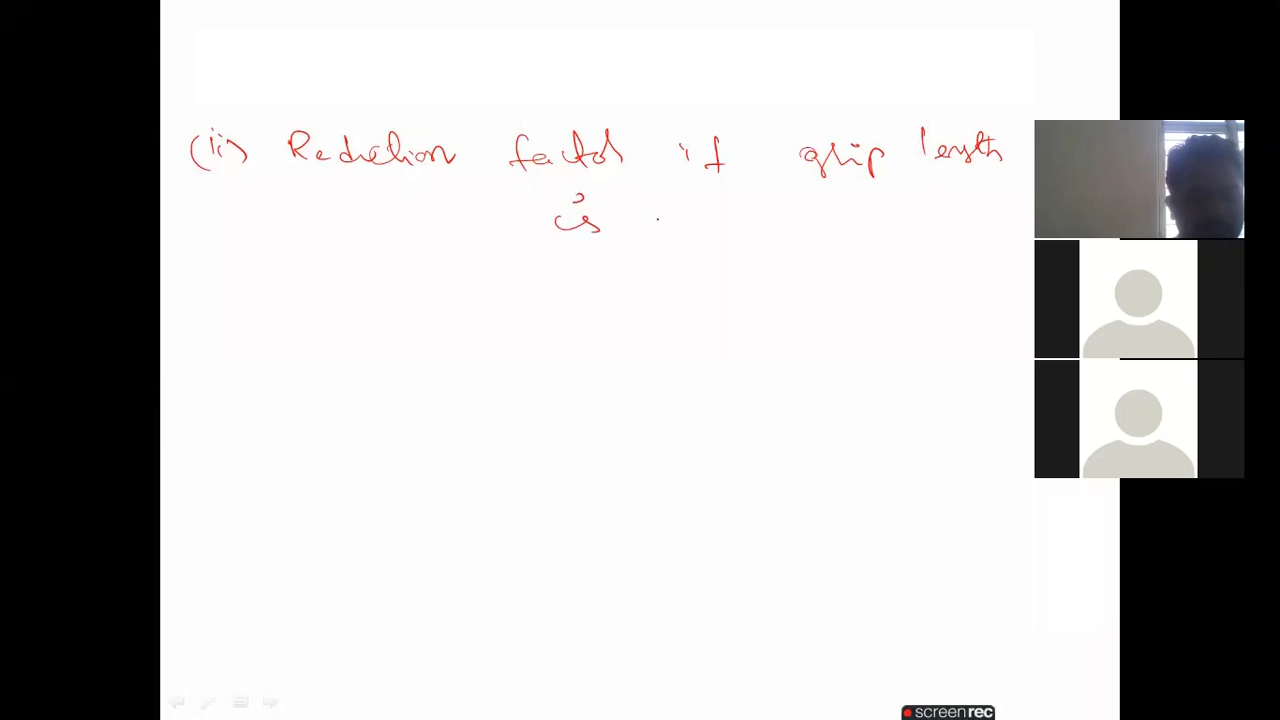 (ii) Reduction factor if grip length
is
screenrec